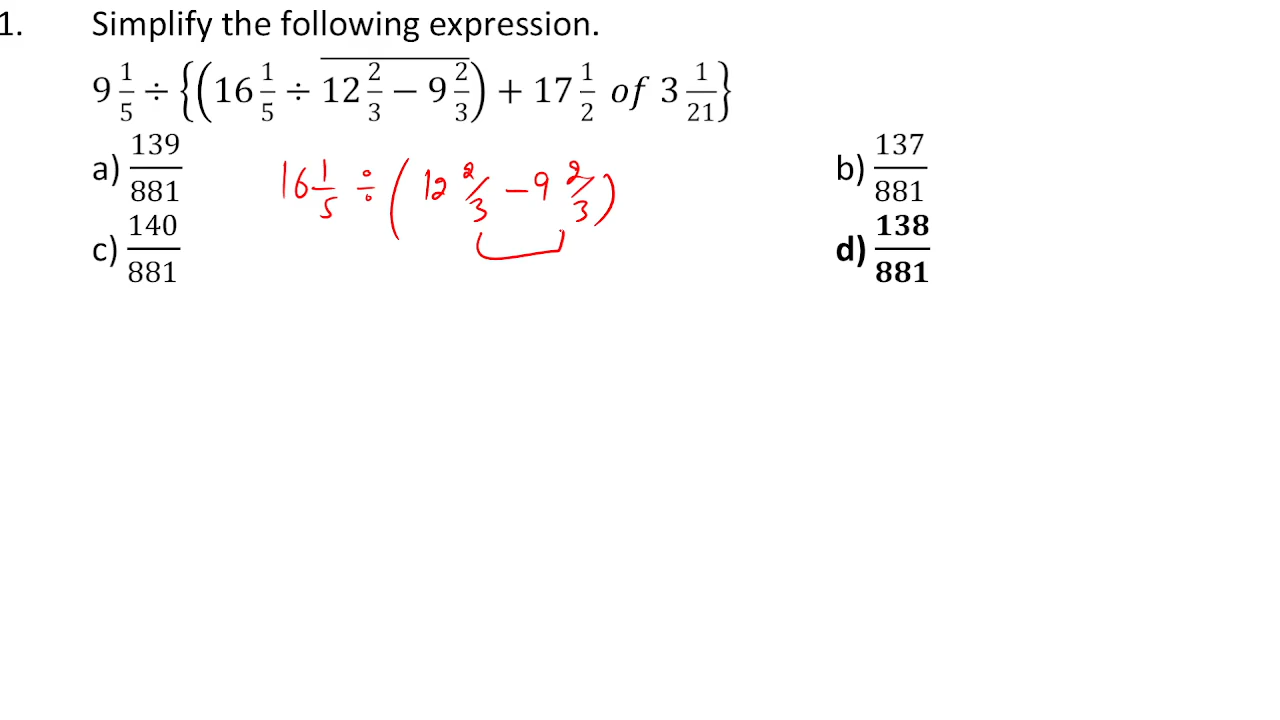 1. Simplify the following expression.
9 1/5 ÷ {(16 1/5 ÷ 12 2/3 − 9 2/3) + 17 1/2 of 3 1/21}
a) 139/881 b) 137/881
16 1/5 ÷ (12 2/3 − 9 2/3)
c) 140/881 d) 138/881